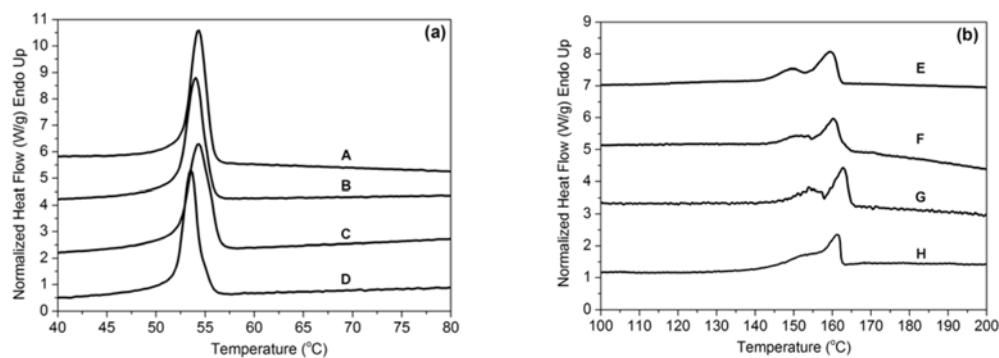 (a)
Normalized Heat Flow (W/g) Endo Up
11
10
9
8
7
6
5
4
3
2
1
0
A
B
C
D
40 45 50 55 60 65 70 75 80
Temperature (°C)
(b)
Normalized Heat Flow (W/g) Endo Up
9
8
7
6
5
4
3
2
1
0
E
F
G
H
100 110 120 130 140 150 160 170 180 190 200
Temperature (°C)